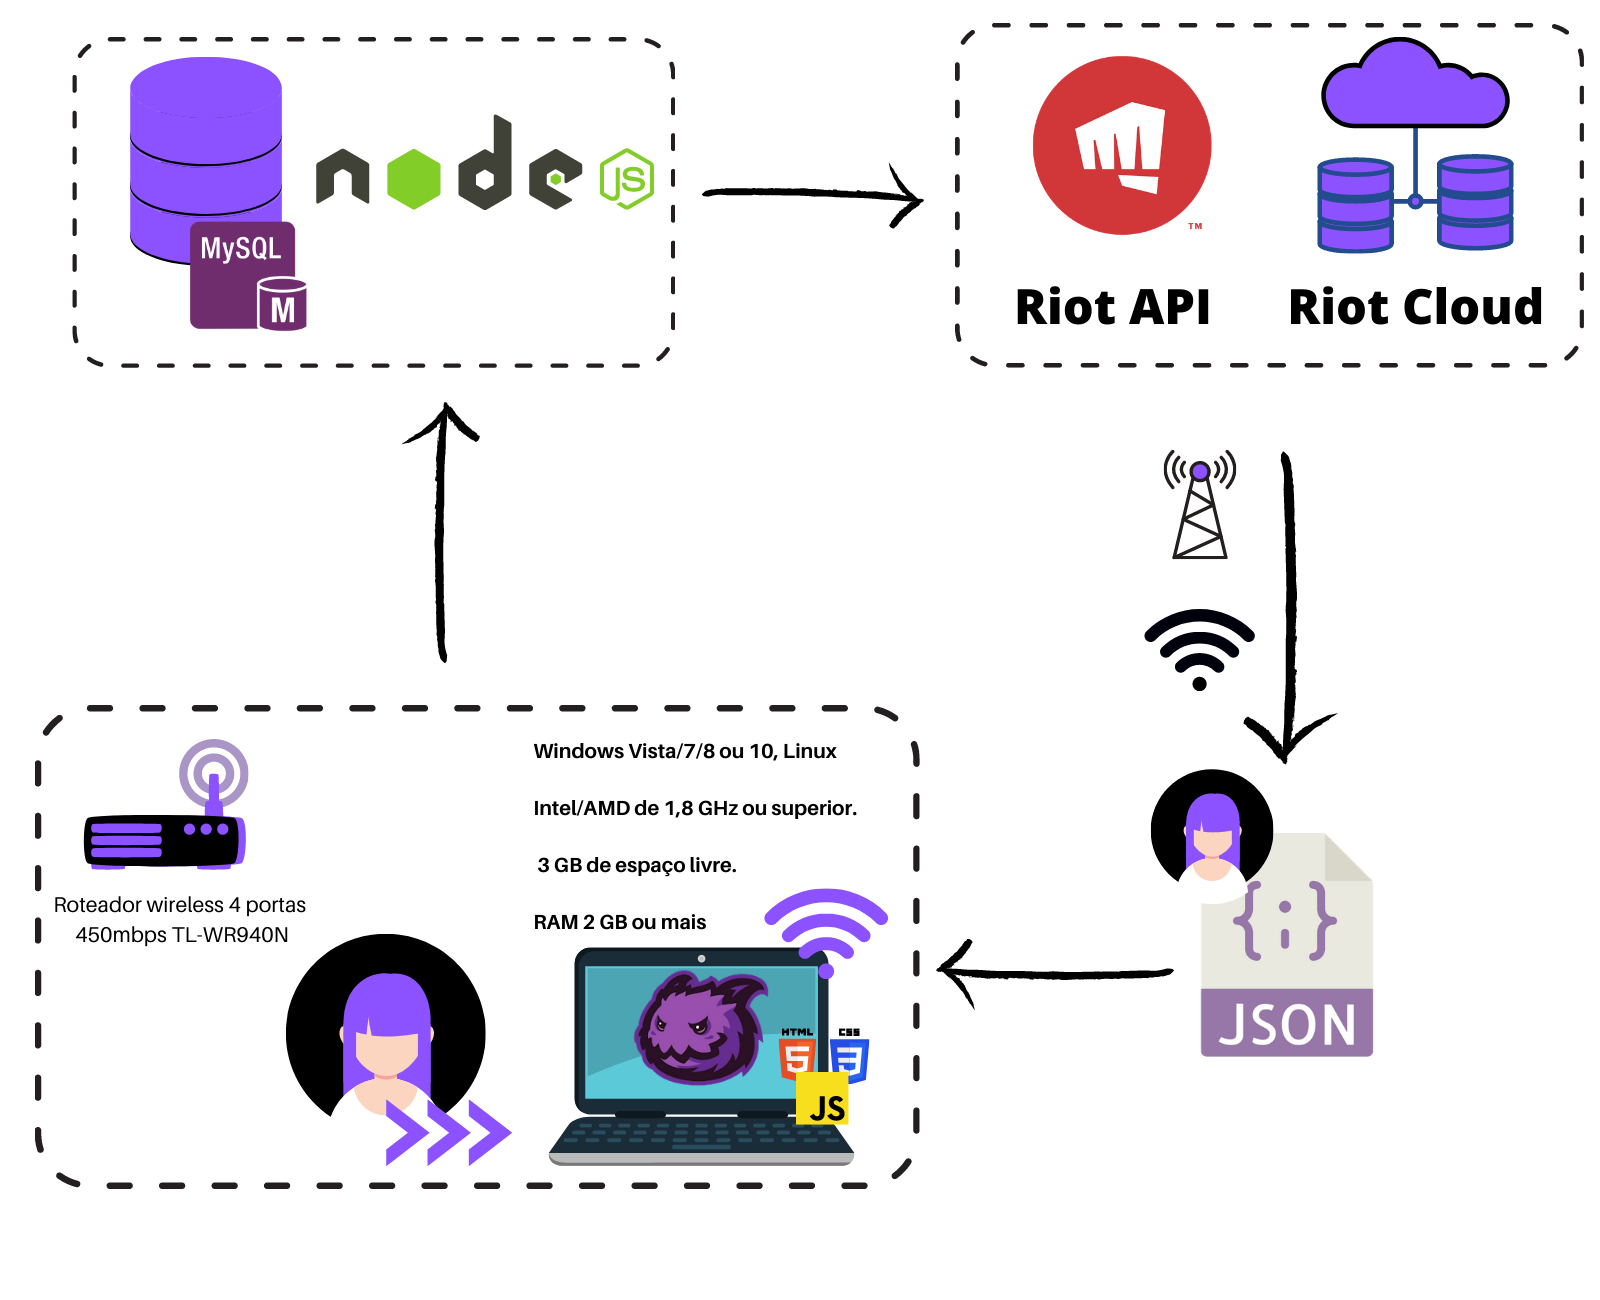 node
JS
MySQL
M
TM
Riot API
Riot Cloud
Windows Vista/7/8 ou 10, Linux
Intel/AMD de 1,8 GHz ou superior.
3 GB de espaço livre.
RAM 2 GB ou mais
Roteador wireless 4 portas
450mbps TL-WR940N
HTML
5
CSS
3
JS
{;}
JSON